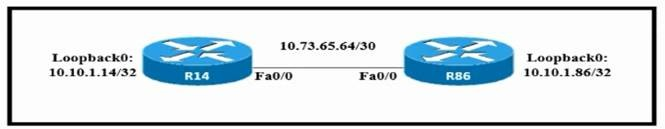 10.73.65.64/30
Loopback0:
10.10.1.14/32
R14
Fa0/0
Fa0/0
R86
Loopback0:
10.10.1.86/32